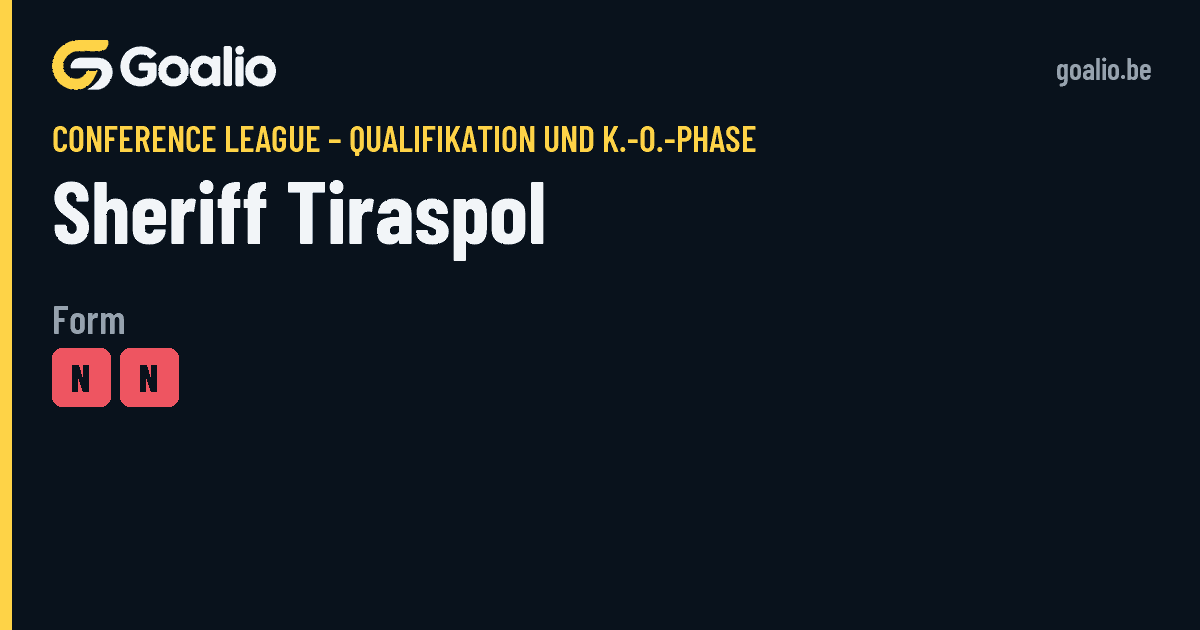 Goalio
goalio.be
CONFERENCE LEAGUE – QUALIFIKATION UND K.-O.-PHASE
Sheriff Tiraspol
Form
N N